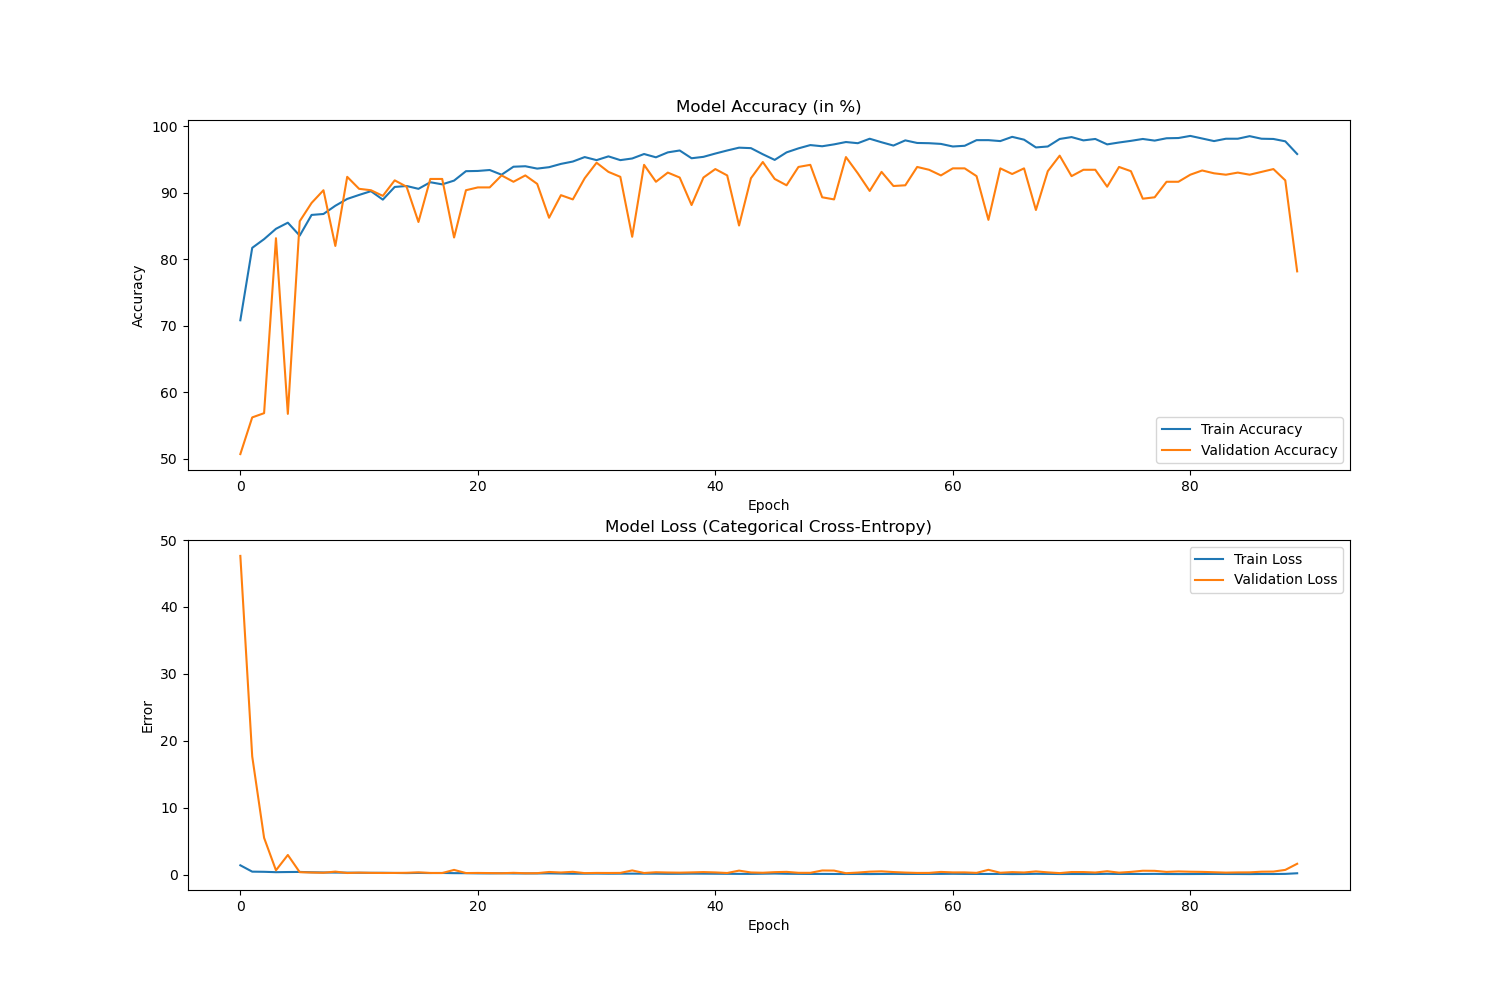 Model Accuracy (in %)
100
90
80
70
60
50
Accuracy
Train Accuracy
Validation Accuracy
0 20 40 60 80
Epoch
Model Loss (Categorical Cross-Entropy)
50
40
30
20
10
0
Error
Train Loss
Validation Loss
0 20 40 60 80
Epoch